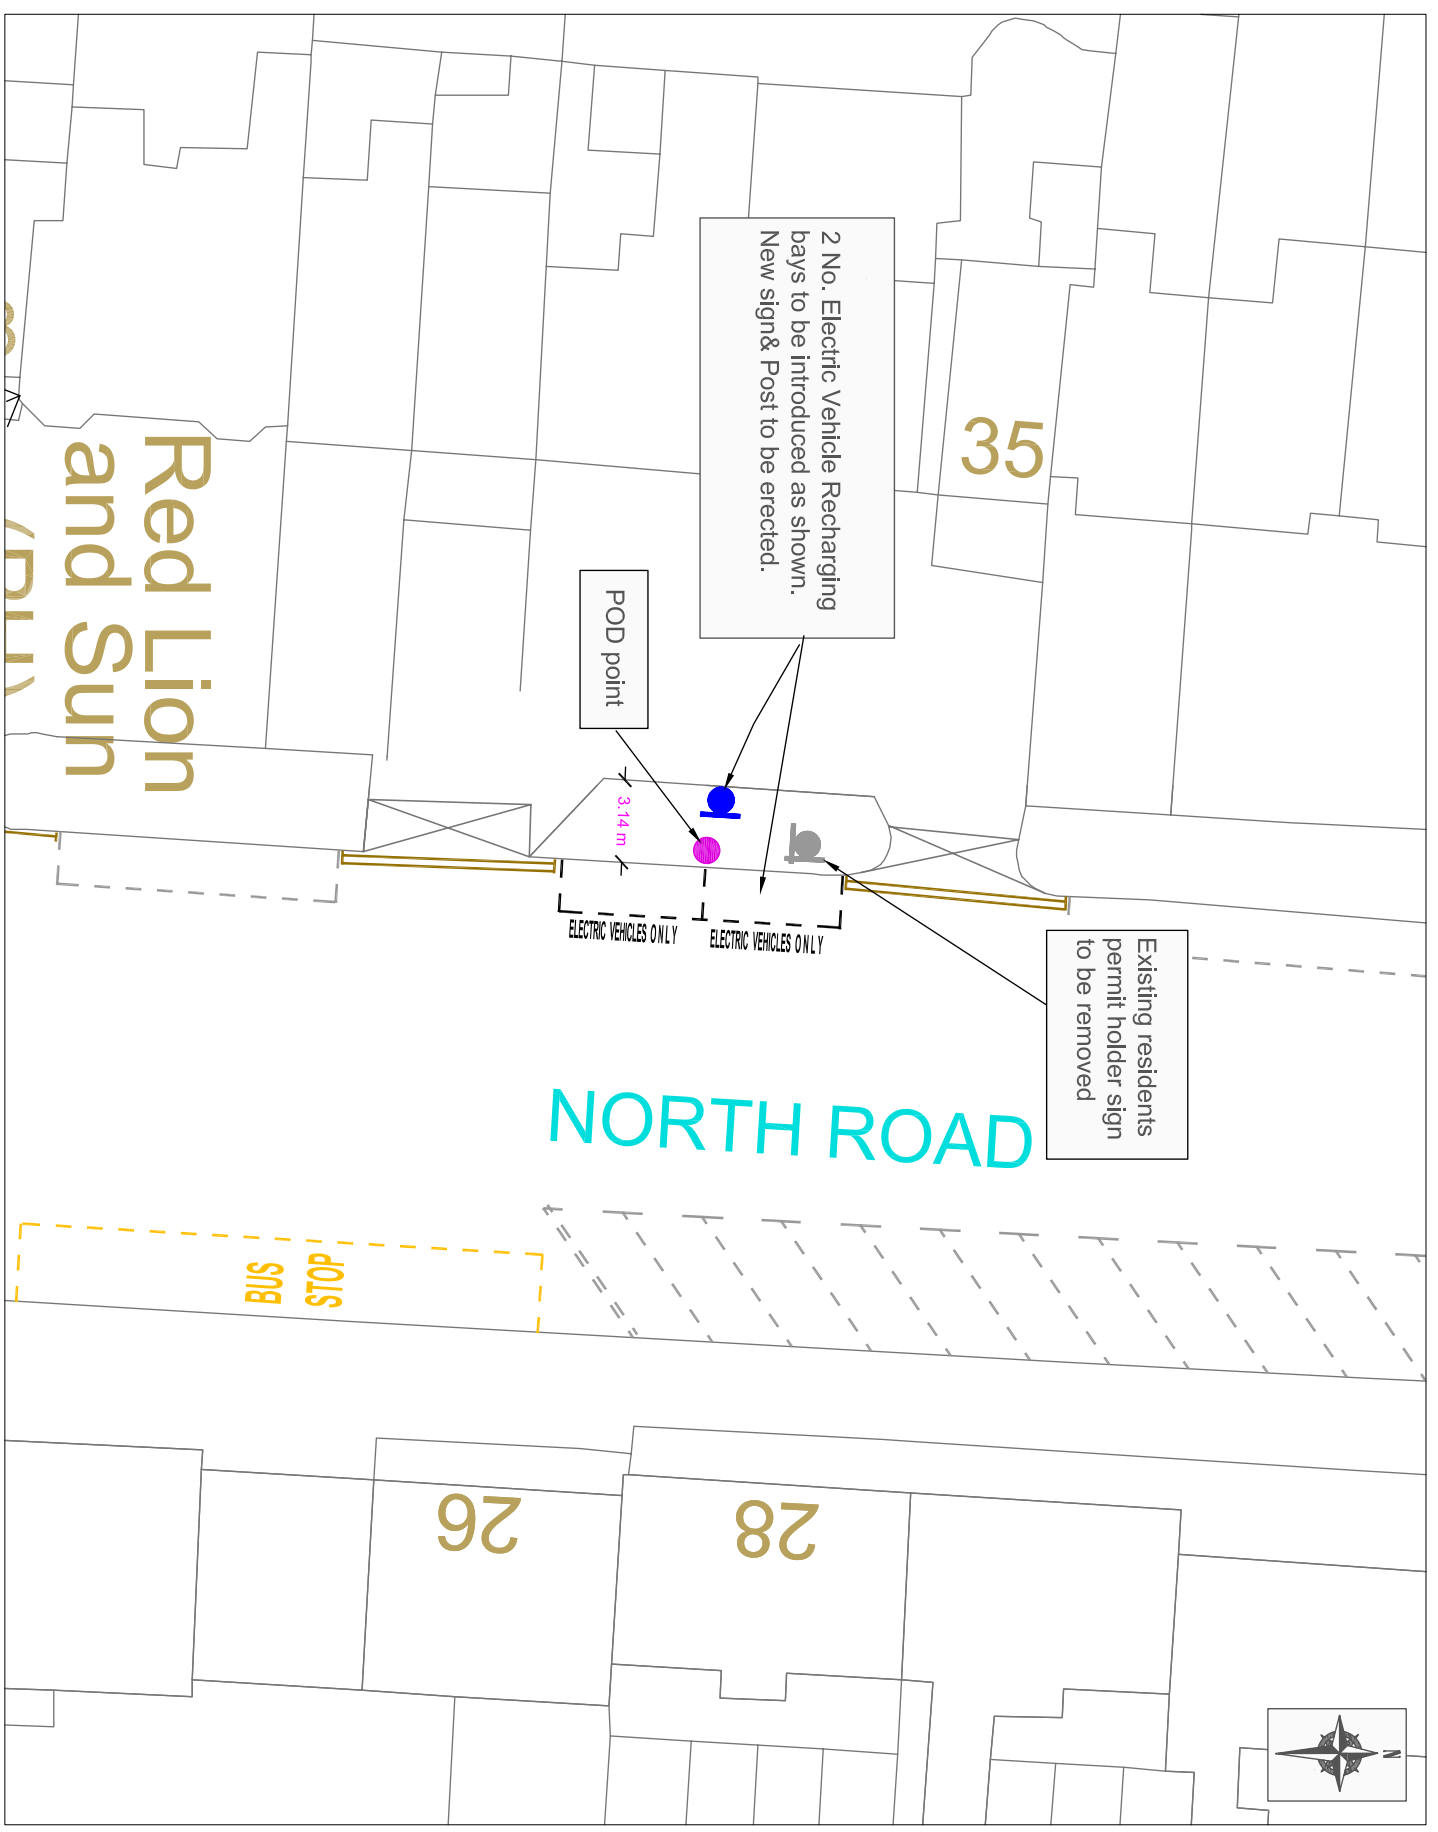 2 No. Electric Vehicle Recharging
bays to be introduced as shown.
New sign& Post to be erected.
35
Red Lion
and Sun
(PH)
8
POD point
3.14 m
ELECTRIC VEHICLES ONLY
ELECTRIC VEHICLES ONLY
Existing residents
permit holder sign
to be removed
NORTH ROAD
BUS
STOP
26
28
N